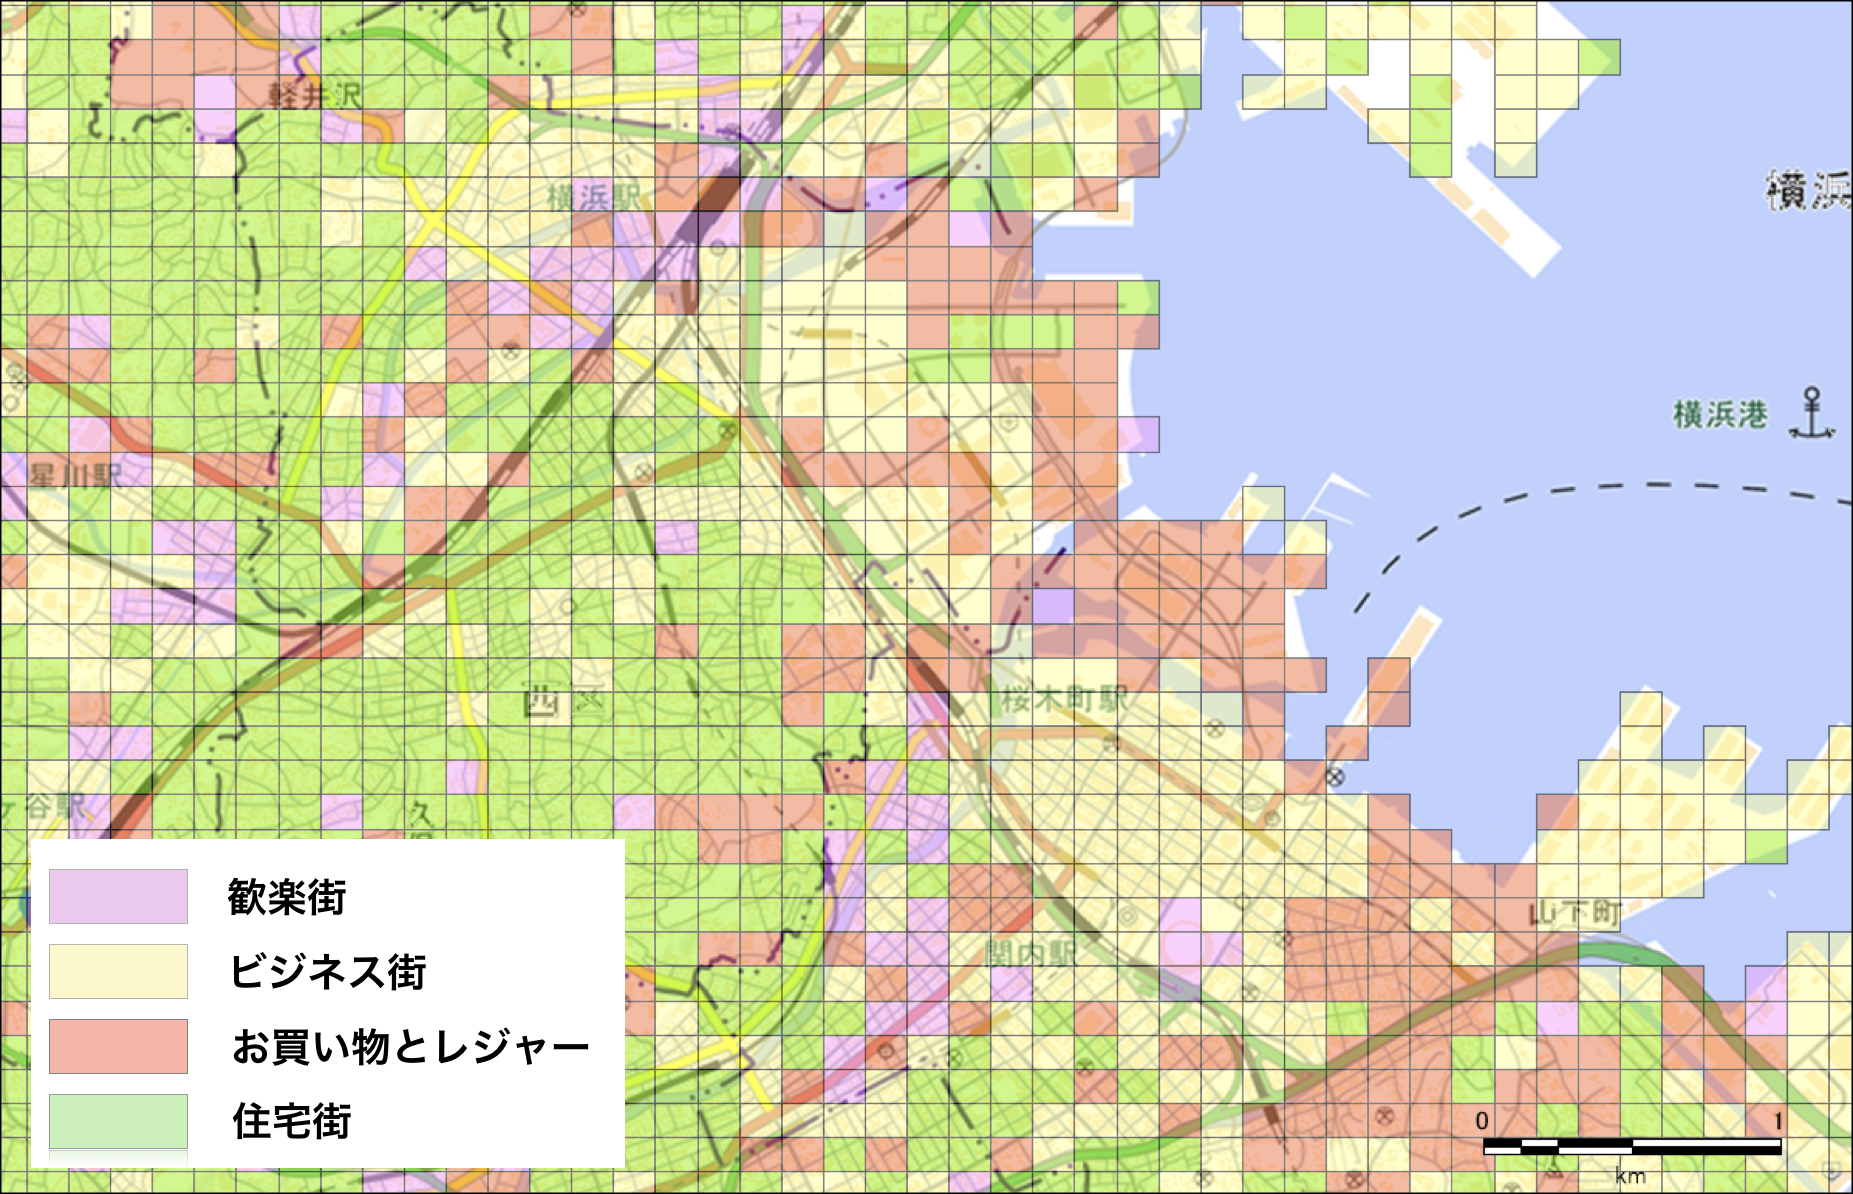 軽井沢
横浜駅
横浜
横浜港
星川駅
西区
桜木町駅
ケ谷駅
久
山下町
関内駅
歓楽街
ビジネス街
お買い物とレジャー
住宅街
0 1
km